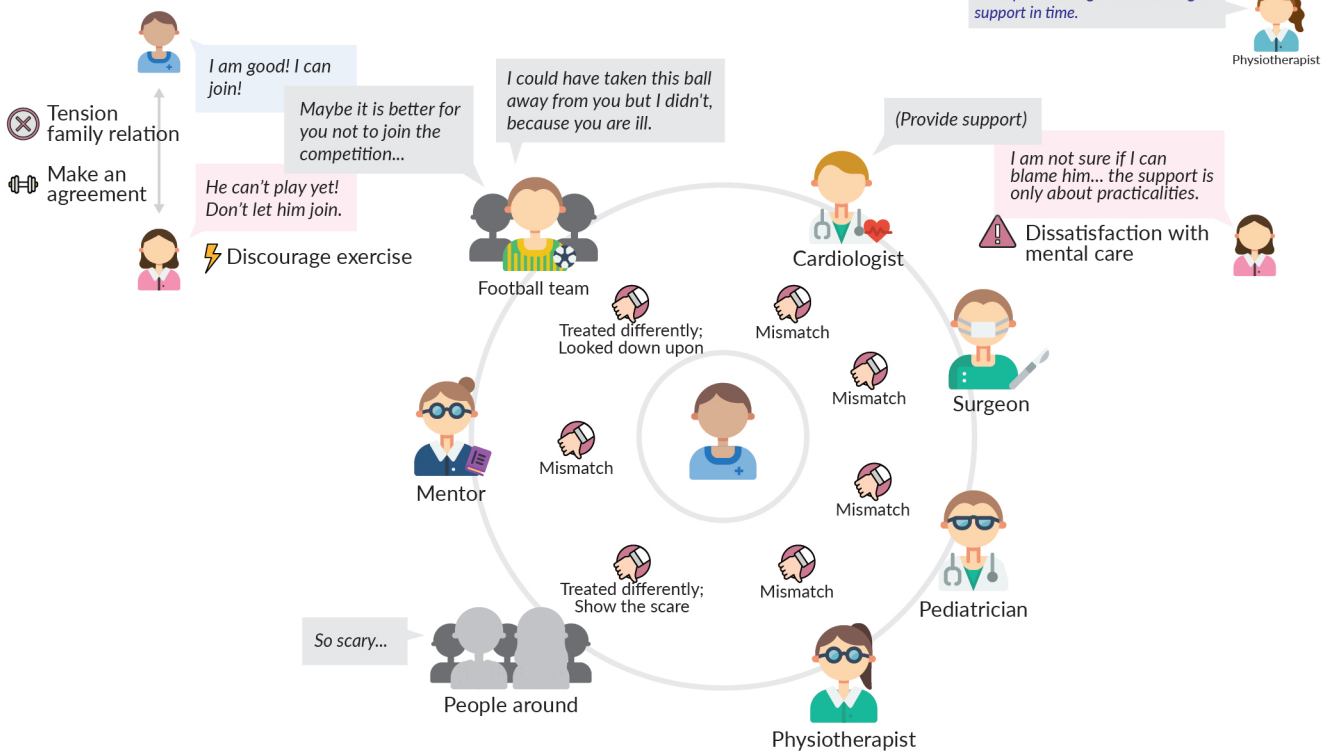 support in time.
Physiotherapist
I am good! I can
join!
Tension
family relation
Make an
agreement
He can't play yet!
Don't let him join.
Discourage exercise
Maybe it is better for
you not to join the
competition...
I could have taken this ball
away from you but I didn't,
because you are ill.
Football team
(Provide support)
Cardiologist
I am not sure if I can
blame him... the support is
only about practicalities.
Dissatisfaction with
mental care
Treated differently;
Looked down upon
Mismatch
Mismatch
Surgeon
Mismatch
Mentor
Mismatch
Pediatrician
Treated differently;
Show the scare
Mismatch
So scary...
People around
Physiotherapist